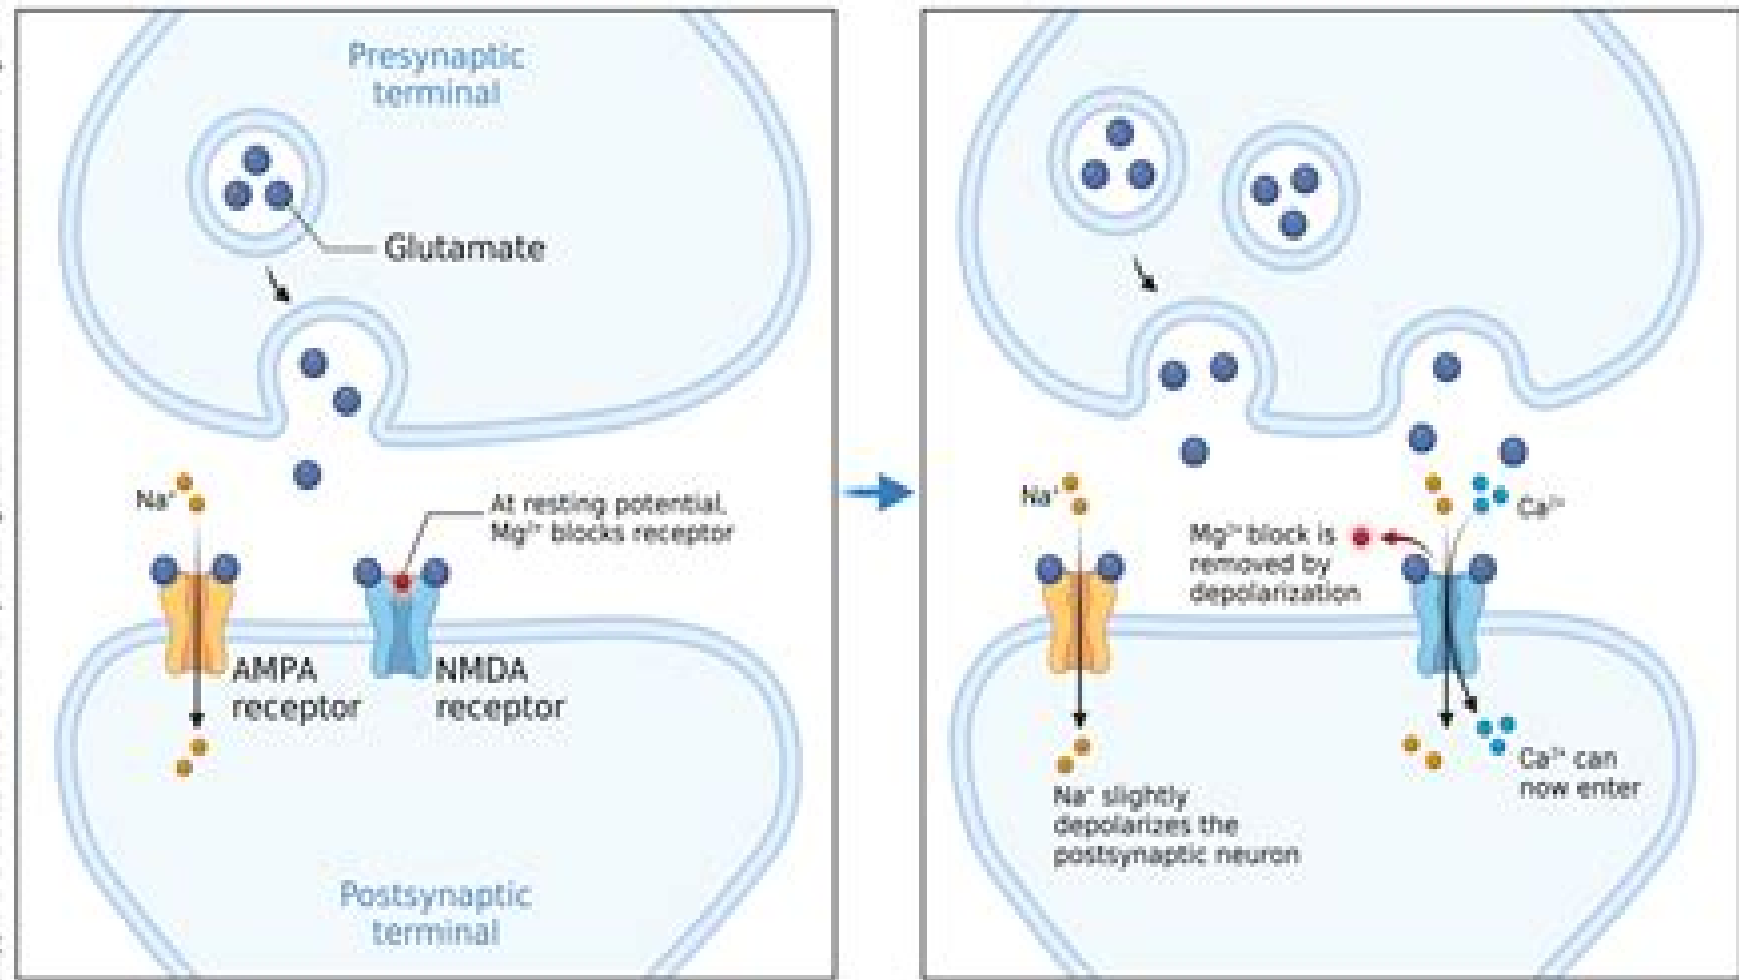 Presynaptic
terminal
Glutamate
Na⁺
At resting potential,
Mg²⁺ blocks receptor
AMPA
receptor
NMDA
receptor
Postsynaptic
terminal
Na⁺
Ca²⁺
Mg²⁺ block is
removed by
depolarization
Ca²⁺ can
now enter
Na⁺ slightly
depolarizes the
postsynaptic neuron